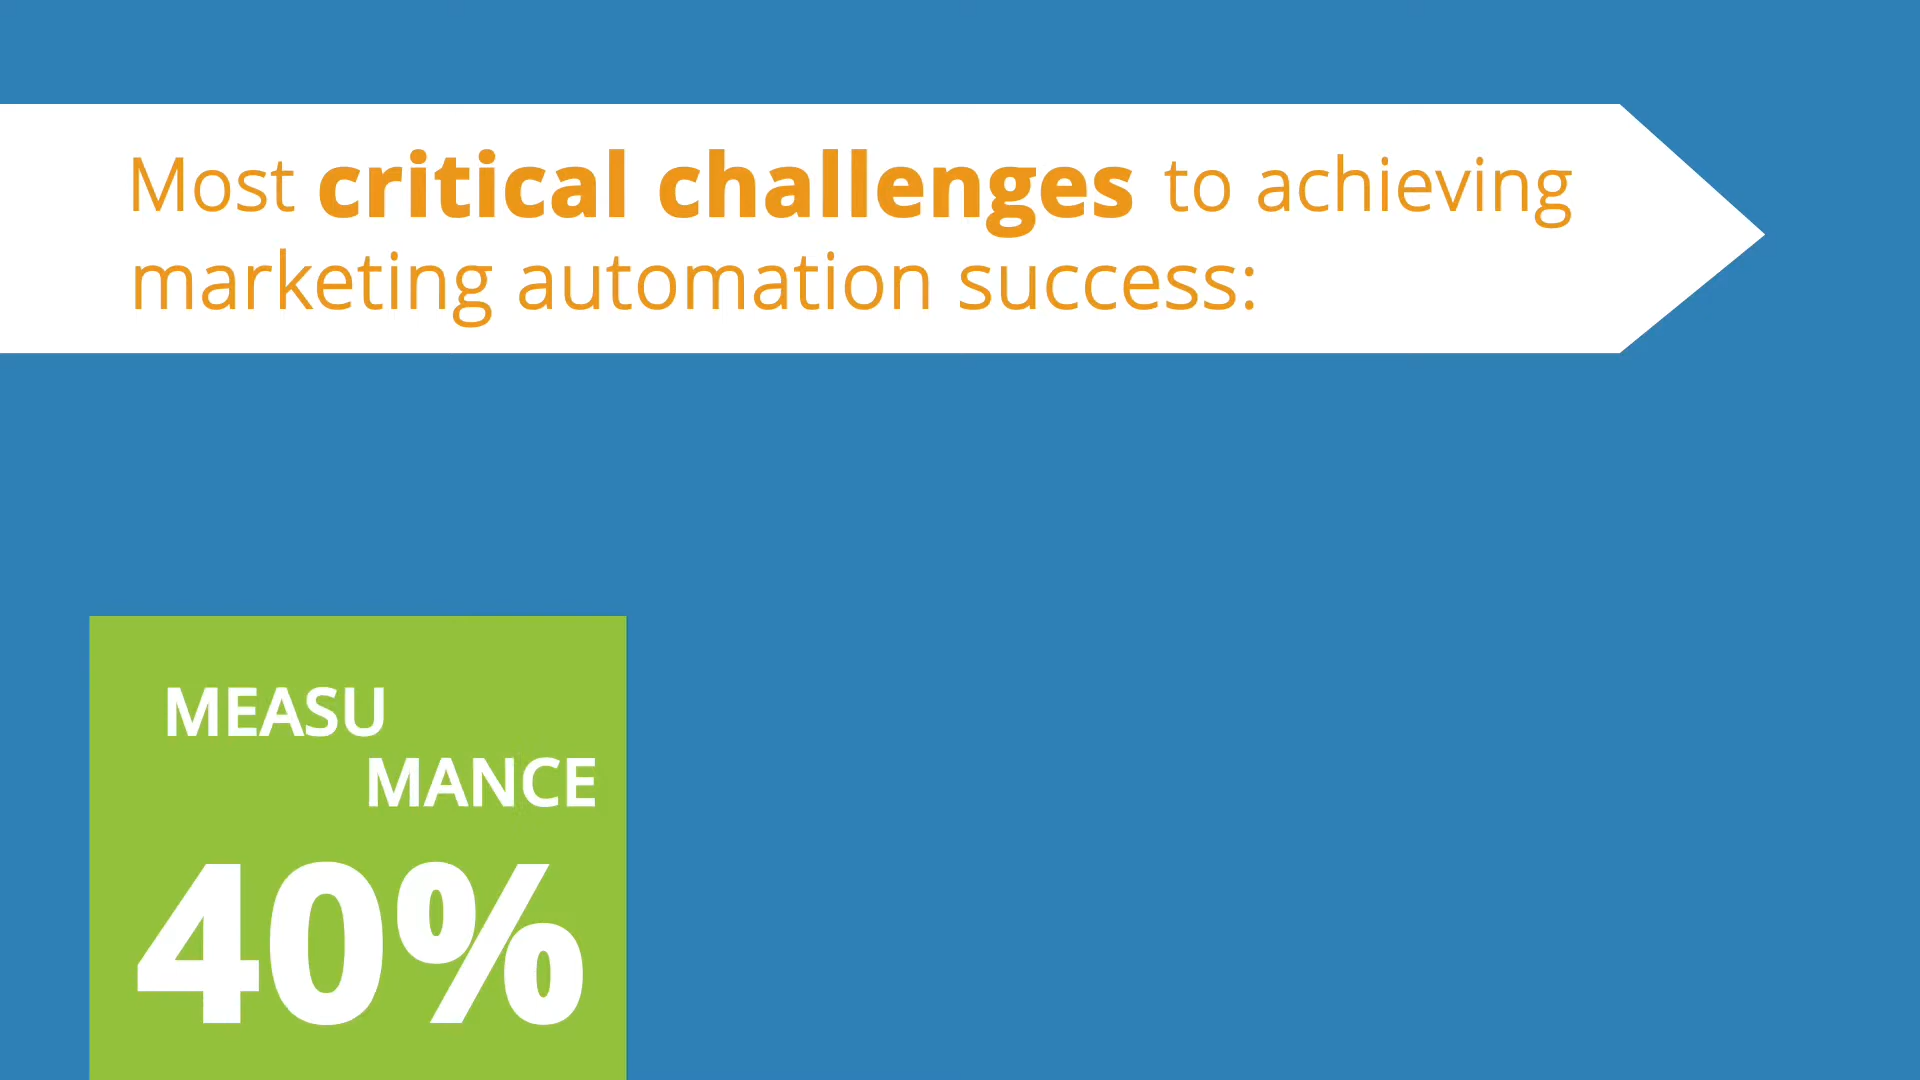 Most critical challenges to achieving
marketing automation success:
MEASU
MANCE
40%